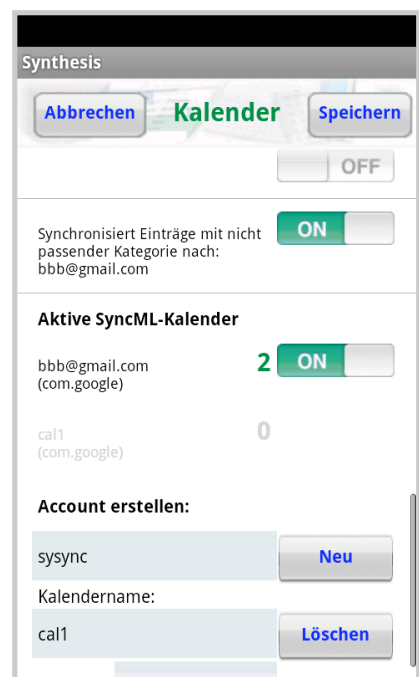 Synthesis
Abbrechen Kalender Speichern
OFF
Synchronisiert Einträge mit nicht ON
passender Kategorie nach:
bbb@gmail.com
Aktive SyncML-Kalender
bbb@gmail.com 2 ON
(com.google)
cal1 0
(com.google)
Account erstellen:
sysync Neu
Kalendername:
cal1 Löschen